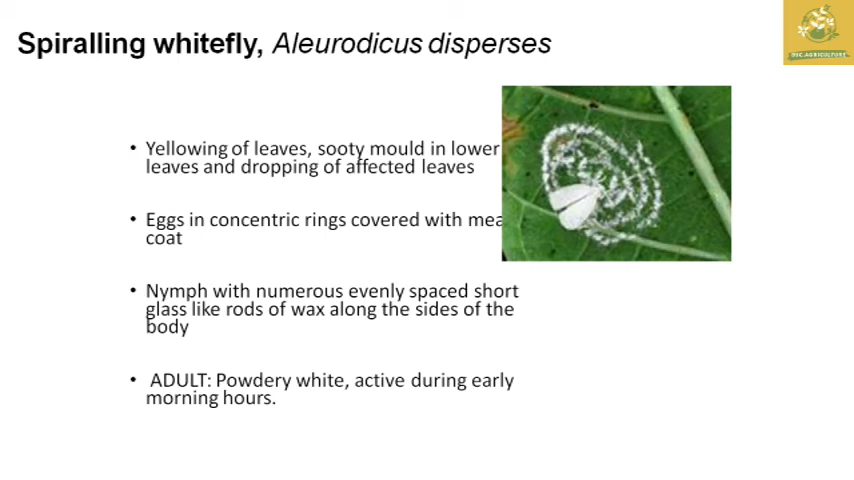 Spiralling whitefly, Aleurodicus disperses
BSC.AGRICULTURE
• Yellowing of leaves, sooty mould in lower
leaves and dropping of affected leaves
• Eggs in concentric rings covered with
coat
• Nymph with numerous evenly spaced short
glass like rods of wax along the sides of the
body
• ADULT: Powdery white, active during early
morning hours.